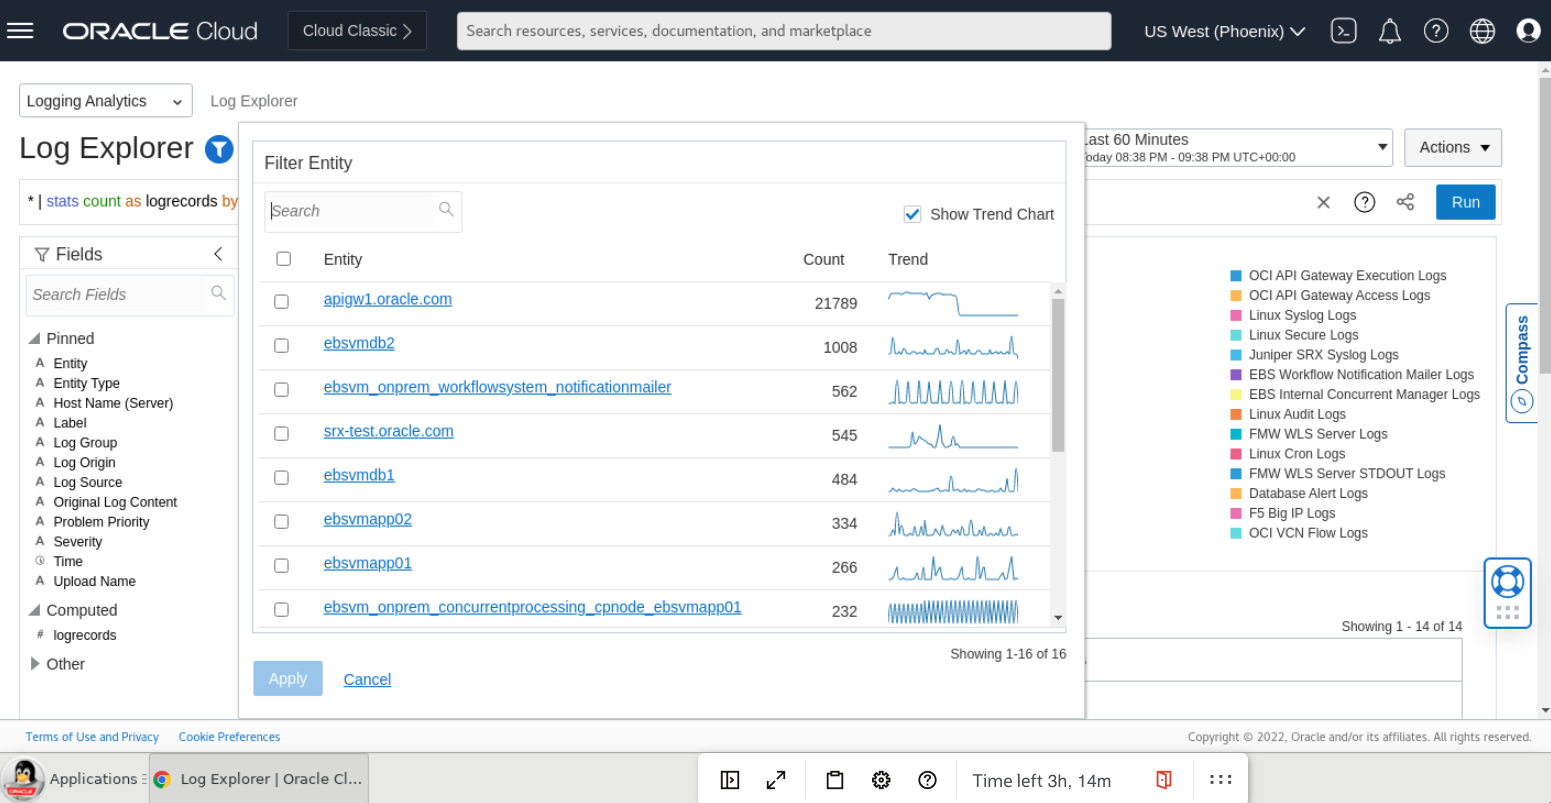 ORACLE Cloud
Cloud Classic
Search resources, services, documentation, and marketplace
US West (Phoenix)
Logging Analytics
Log Explorer
Log Explorer
Last 60 Minutes
Today 08:38 PM - 09:38 PM UTC+00:00
Actions
* | stats count as logrecords by
Run
Fields
Search Fields
Pinned
Entity
Entity Type
Host Name (Server)
Label
Log Group
Log Origin
Log Source
Original Log Content
Problem Priority
Severity
Time
Upload Name
Computed
# logrecords
Other
Filter Entity
Search
Show Trend Chart
Entity Count Trend
apigw1.oracle.com 21789
ebsvmdb2 1008
ebsvm_onprem_workflowsystem_notificationmailer 562
srx-test.oracle.com 545
ebsvmdb1 484
ebsvmapp02 334
ebsvmapp01 266
ebsvm_onprem_concurrentprocessing_cpnode_ebsvmapp01 232
Showing 1-16 of 16
Apply
Cancel
OCI API Gateway Execution Logs
OCI API Gateway Access Logs
Linux Syslog Logs
Linux Secure Logs
Juniper SRX Syslog Logs
EBS Workflow Notification Mailer Logs
EBS Internal Concurrent Manager Logs
Linux Audit Logs
FMW WLS Server Logs
Linux Cron Logs
FMW WLS Server STDOUT Logs
Database Alert Logs
F5 Big IP Logs
OCI VCN Flow Logs
Compass
Showing 1 - 14 of 14
Terms of Use and Privacy
Cookie Preferences
Copyright © 2022, Oracle and/or its affiliates. All rights reserved.
ORACLE
Applications
Log Explorer | Oracle Cl...
Time left 3h, 14m